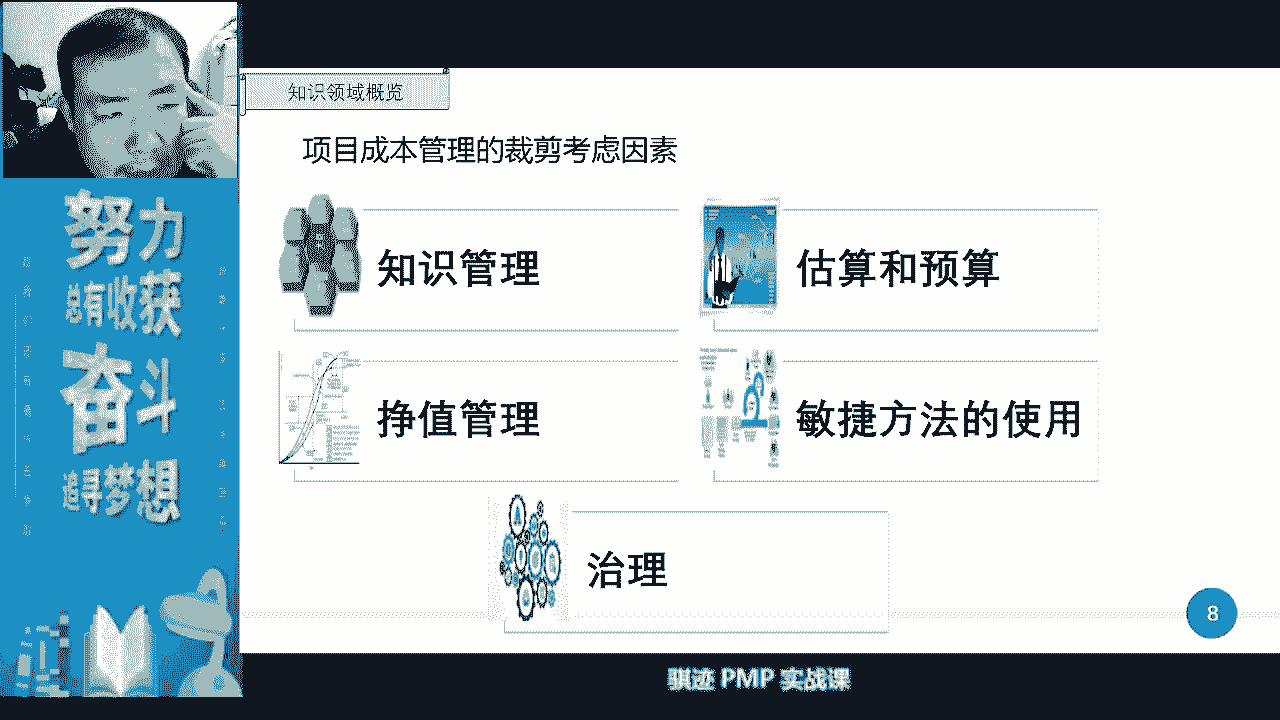 知识领域概览
项目成本管理的裁剪考虑因素
知识管理
估算和预算
挣值管理
敏捷方法的使用
治理
8
骐迹 PMP 实战课
努力
总有收获
奋斗
追寻梦想